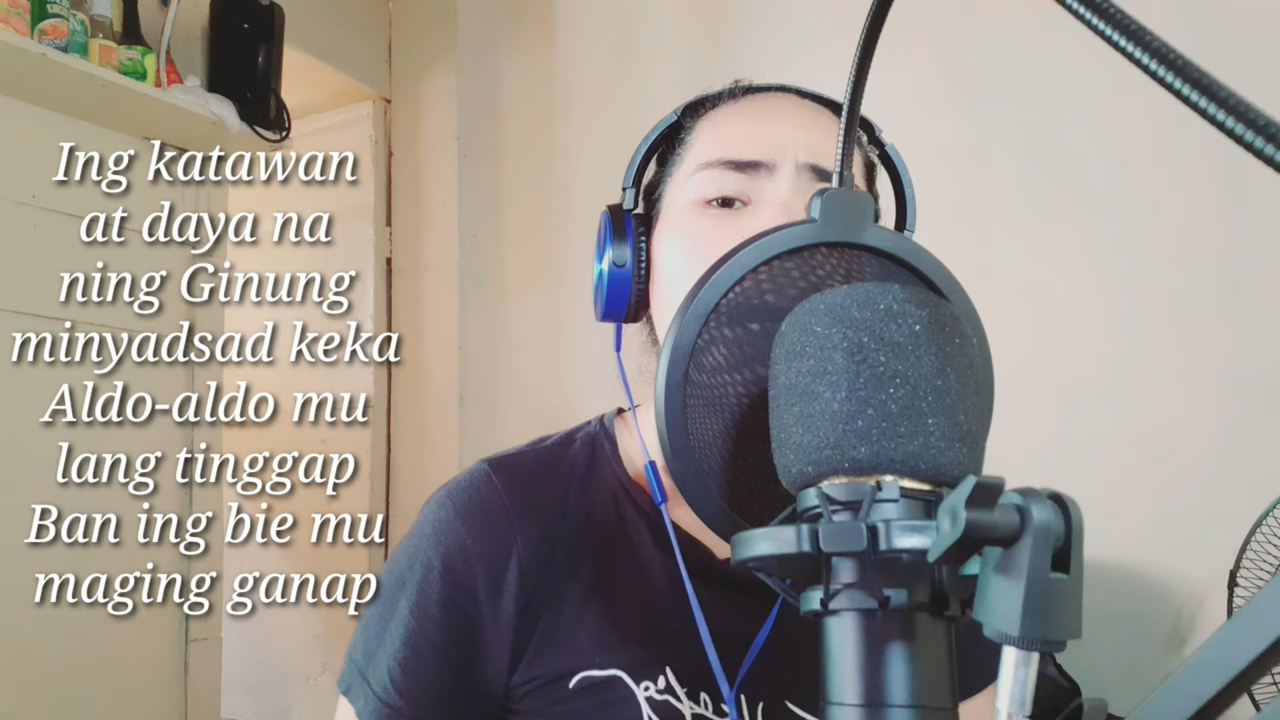 Ing katawan
at daya na
ning Ginung
minyadsad keka
Aldo-aldo mu
lang tinggap
Ban ing bie mu
maging ganap